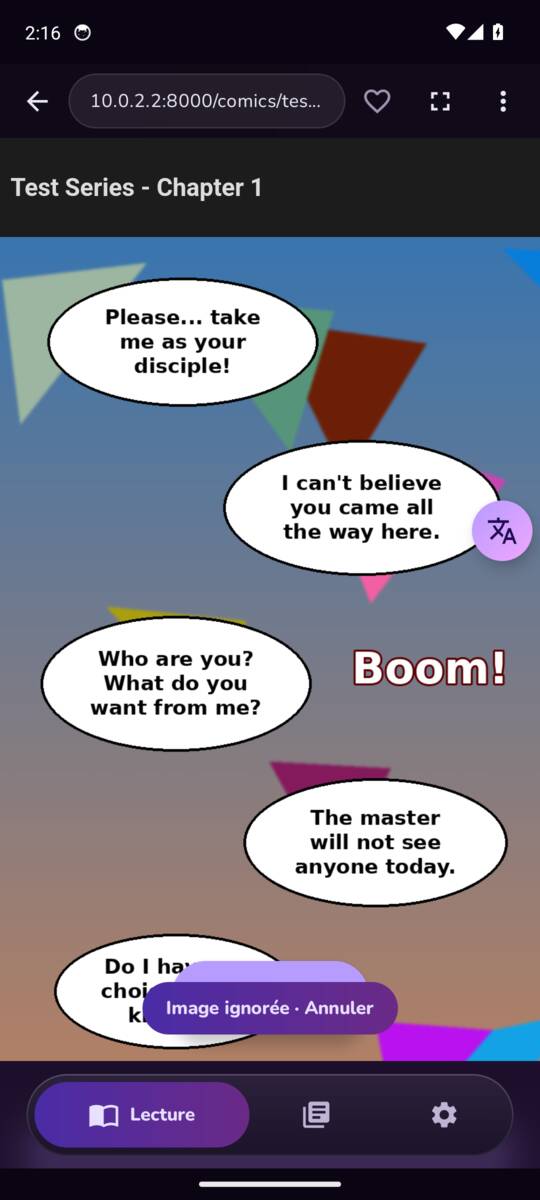 2:16
10.0.2.2:8000/comics/tes...
Test Series - Chapter 1
Please... take
me as your
disciple!
I can't believe
you came all
the way here.
Who are you?
What do you
want from me?
Boom!
The master
will not see
anyone today.
Do I
Image ignorée · Annuler
Lecture